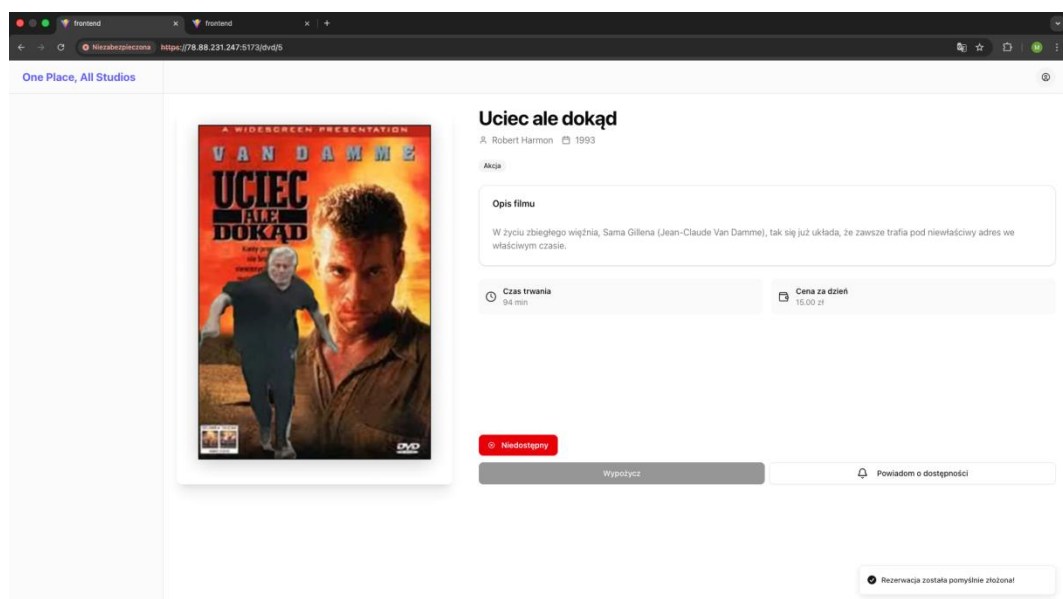 frontend
frontend
Niezabezpieczona https://78.88.231.247:5173/dvd/5
M
One Place, All Studios
A WIDESCREEN PRESENTATION
VAN DAMME
UCIEC
ALE
DOKĄD
DVD
Uciec ale dokąd
Robert Harmon 1993
Akcja
Opis filmu
W życiu zbiegłego więźnia, Sama Gillena (Jean-Claude Van Damme), tak się już układa, że zawsze trafia pod niewłaściwy adres we
właściwym czasie.
Czas trwania
94 min
Cena za dzień
15.00 zł
Niedostępny
Wypożycz
Powiadom o dostępności
Rezerwacja została pomyślnie złożona!